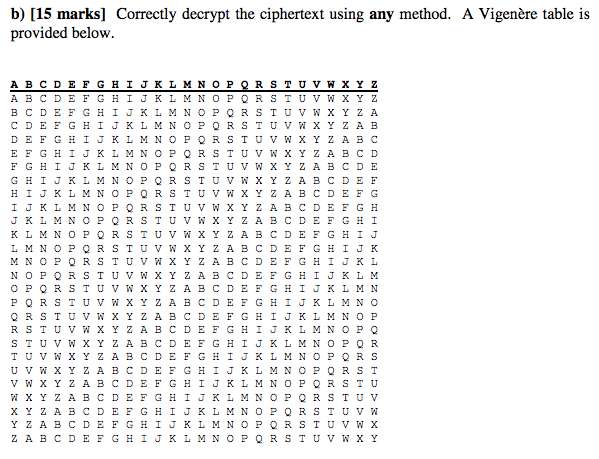 b) [15 marks] Correctly decrypt the ciphertext using any method. A Vigenère table is
provided below.
A B C D E F G H I J K L M N O P Q R S T U V W X Y Z
A B C D E F G H I J K L M N O P Q R S T U V W X Y Z
B C D E F G H I J K L M N O P Q R S T U V W X Y Z A
C D E F G H I J K L M N O P Q R S T U V W X Y Z A B
D E F G H I J K L M N O P Q R S T U V W X Y Z A B C
E F G H I J K L M N O P Q R S T U V W X Y Z A B C D
F G H I J K L M N O P Q R S T U V W X Y Z A B C D E
G H I J K L M N O P Q R S T U V W X Y Z A B C D E F
H I J K L M N O P Q R S T U V W X Y Z A B C D E F G
I J K L M N O P Q R S T U V W X Y Z A B C D E F G H
J K L M N O P Q R S T U V W X Y Z A B C D E F G H I
K L M N O P Q R S T U V W X Y Z A B C D E F G H I J
L M N O P Q R S T U V W X Y Z A B C D E F G H I J K
M N O P Q R S T U V W X Y Z A B C D E F G H I J K L
N O P Q R S T U V W X Y Z A B C D E F G H I J K L M
O P Q R S T U V W X Y Z A B C D E F G H I J K L M N
P Q R S T U V W X Y Z A B C D E F G H I J K L M N O
Q R S T U V W X Y Z A B C D E F G H I J K L M N O P
R S T U V W X Y Z A B C D E F G H I J K L M N O P Q
S T U V W X Y Z A B C D E F G H I J K L M N O P Q R
T U V W X Y Z A B C D E F G H I J K L M N O P Q R S
U V W X Y Z A B C D E F G H I J K L M N O P Q R S T
V W X Y Z A B C D E F G H I J K L M N O P Q R S T U
W X Y Z A B C D E F G H I J K L M N O P Q R S T U V
X Y Z A B C D E F G H I J K L M N O P Q R S T U V W
Y Z A B C D E F G H I J K L M N O P Q R S T U V W X
Z A B C D E F G H I J K L M N O P Q R S T U V W X Y